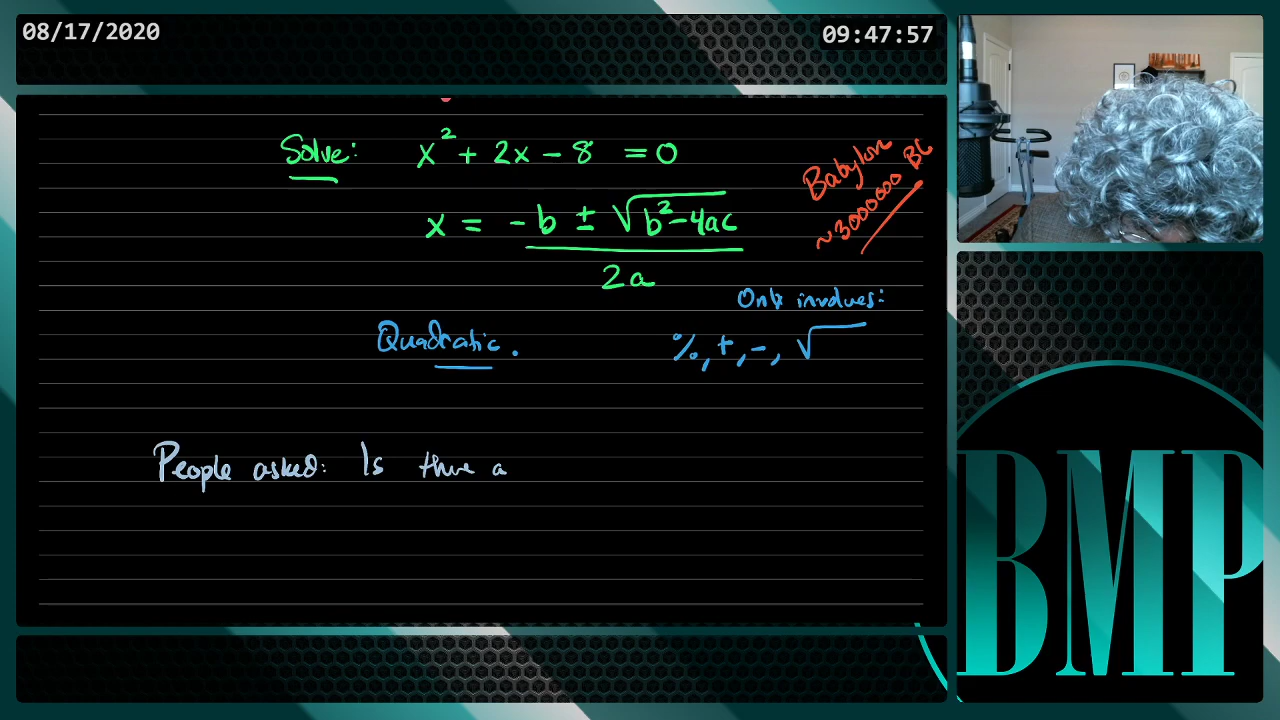 08/17/2020
09:47:57
Solve: x² + 2x - 8 = 0
x = -b ± √b²-4ac
2a
Babylon
~3000000 BC
Only involves:
Quadratic.
%, +, -, √
People asked: Is there a
BMP